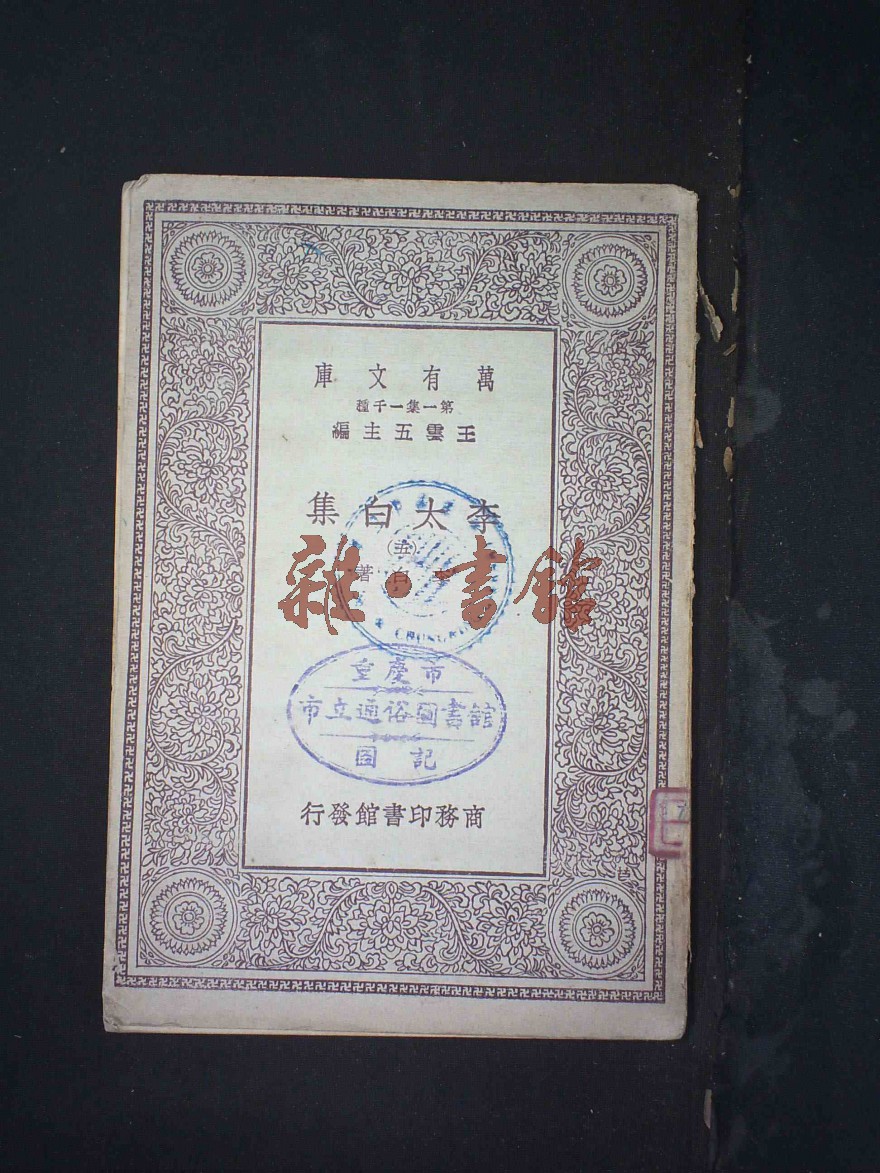 萬有文庫
第一集一千種
王雲五主編
李太白集
(五)
白著
雜·書館
CHUNGKI
重慶市
市立通俗圖書館
圖記
商務印書館發行
7